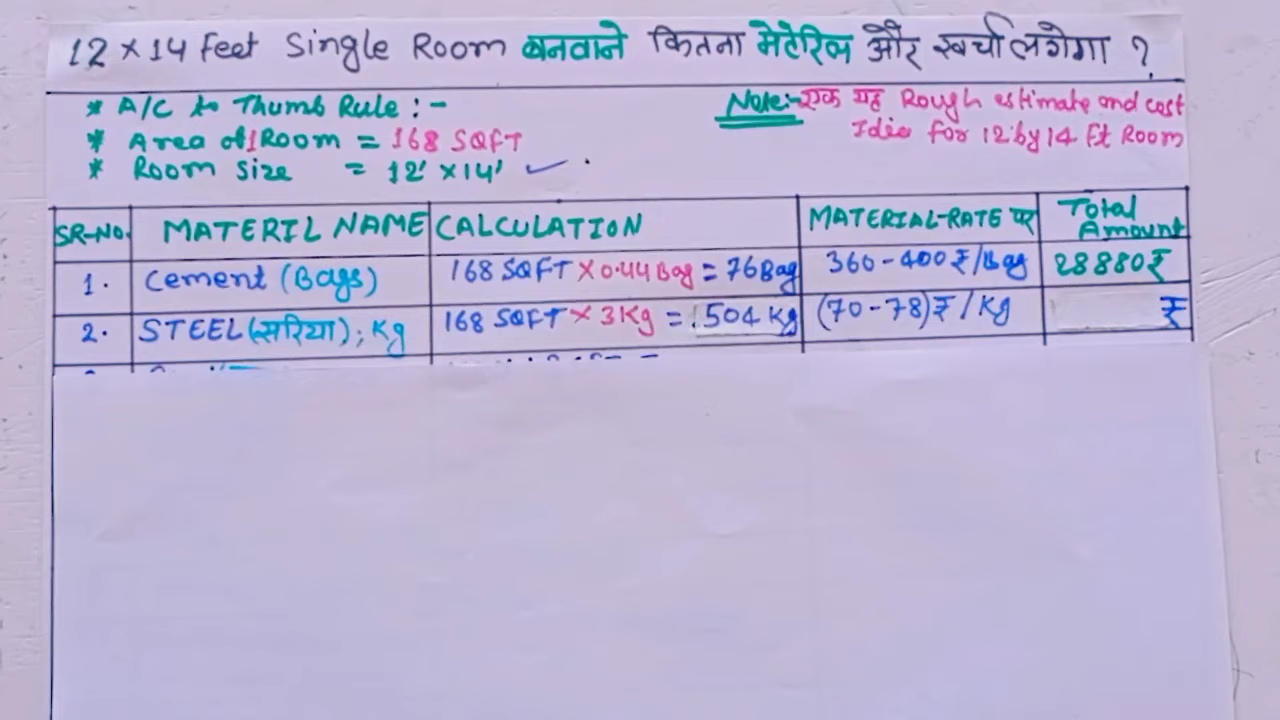 12 x 14 Feet Single Room बनवाने कितना मेटेरियल और खर्चा लगेगा ?
* A/C to Thumb Rule :-
* Area of 1 Room = 168 SQFT
* Room Size = 12' x 14' ✓
Note:- एक यह Rough estimate and cost
Idie for 12 by 14 Ft Room
SR-NO. MATERIL NAME CALCULATION MATERIAL-RATE पर Total Amount
1. Cement (Bags) 168 SQFT x 0.44 Bag = 76 Bag 360-400₹/Bag 28880₹
2. STEEL (सरिया); Kg 168 SQFT x 3 Kg = 504 Kg (70-78)₹/Kg ₹